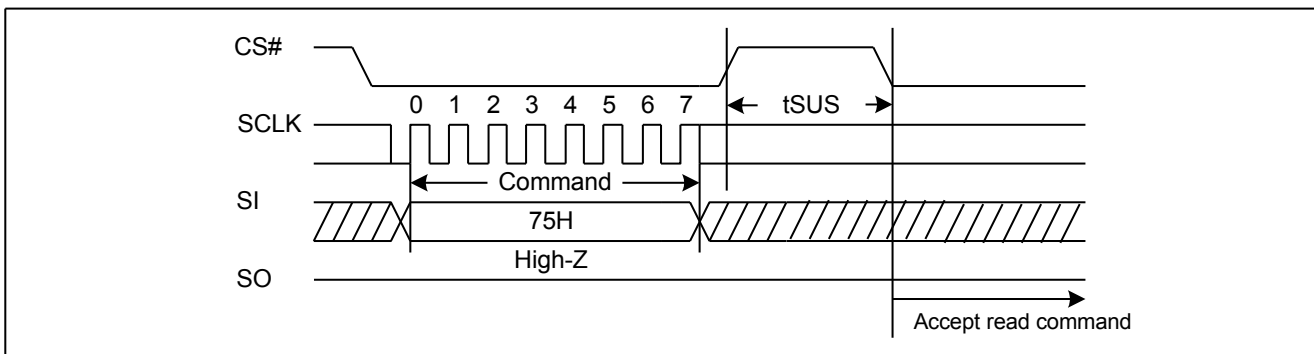 CS#
0 1 2 3 4 5 6 7
tSUS
SCLK
Command
SI
75H
High-Z
SO
Accept read command